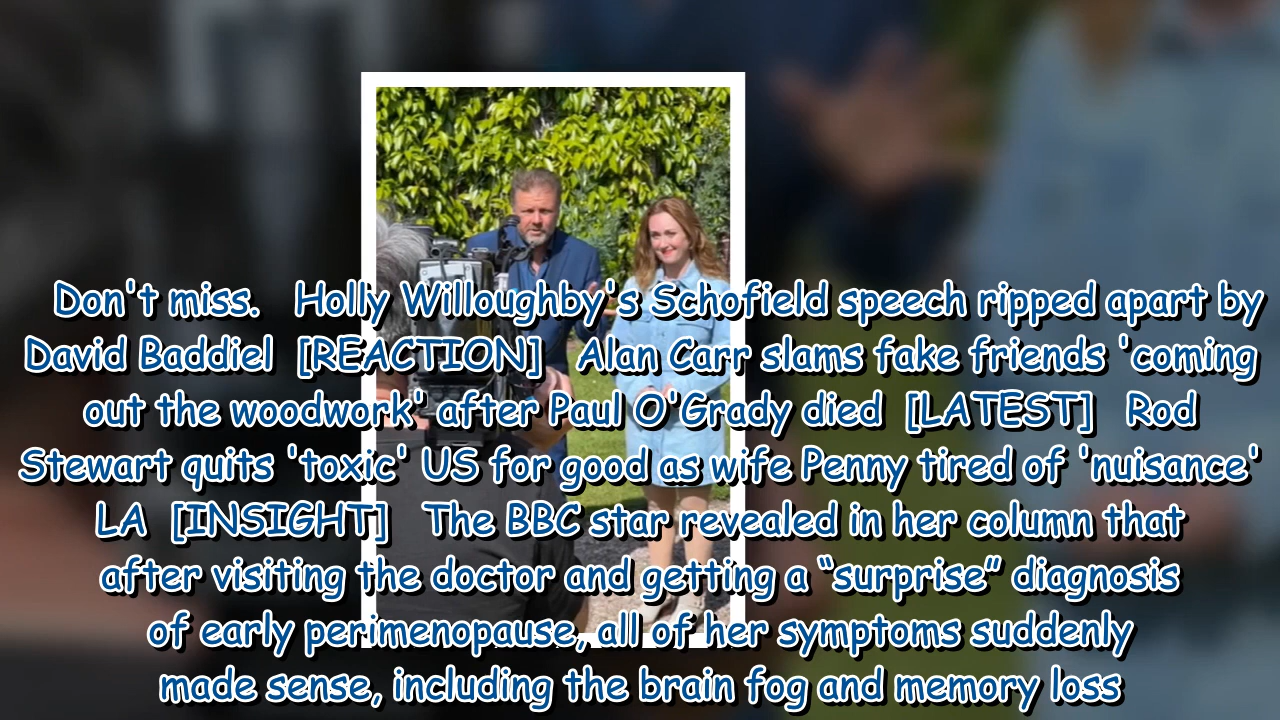 Don't miss. Holly Willoughby's Schofield speech ripped apart by
David Baddiel [REACTION] Alan Carr slams fake friends 'coming
out the woodwork' after Paul O'Grady died [LATEST] Rod
Stewart quits 'toxic' US for good as wife Penny tired of 'nuisance'
LA [INSIGHT] The BBC star revealed in her column that
after visiting the doctor and getting a “surprise” diagnosis
of early perimenopause, all of her symptoms suddenly
made sense, including the brain fog and memory loss